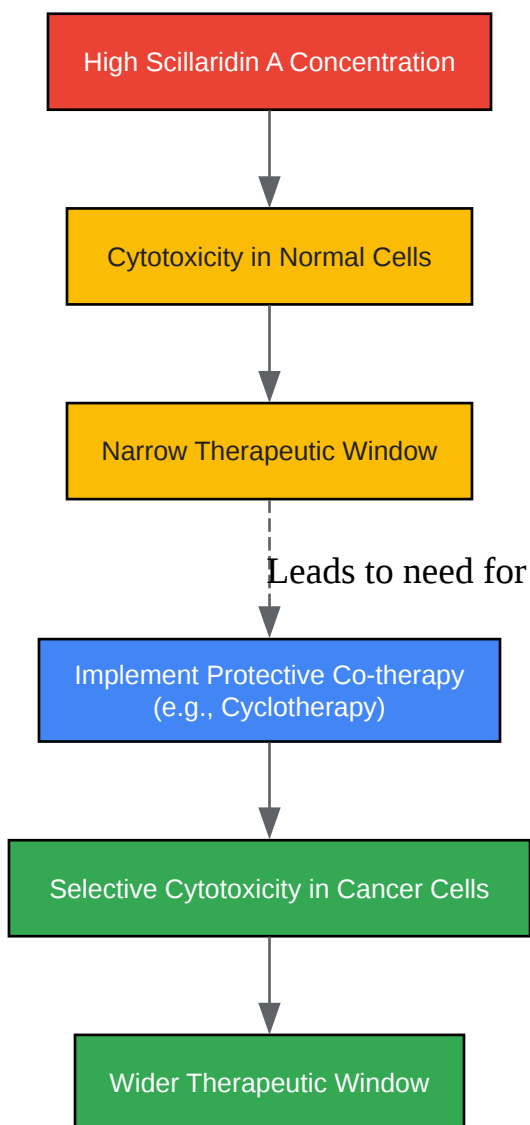 High Scillaridin A Concentration
Cytotoxicity in Normal Cells
Narrow Therapeutic Window
Leads to need for
Implement Protective Co-therapy
(e.g., Cyclotherapy)
Selective Cytotoxicity in Cancer Cells
Wider Therapeutic Window